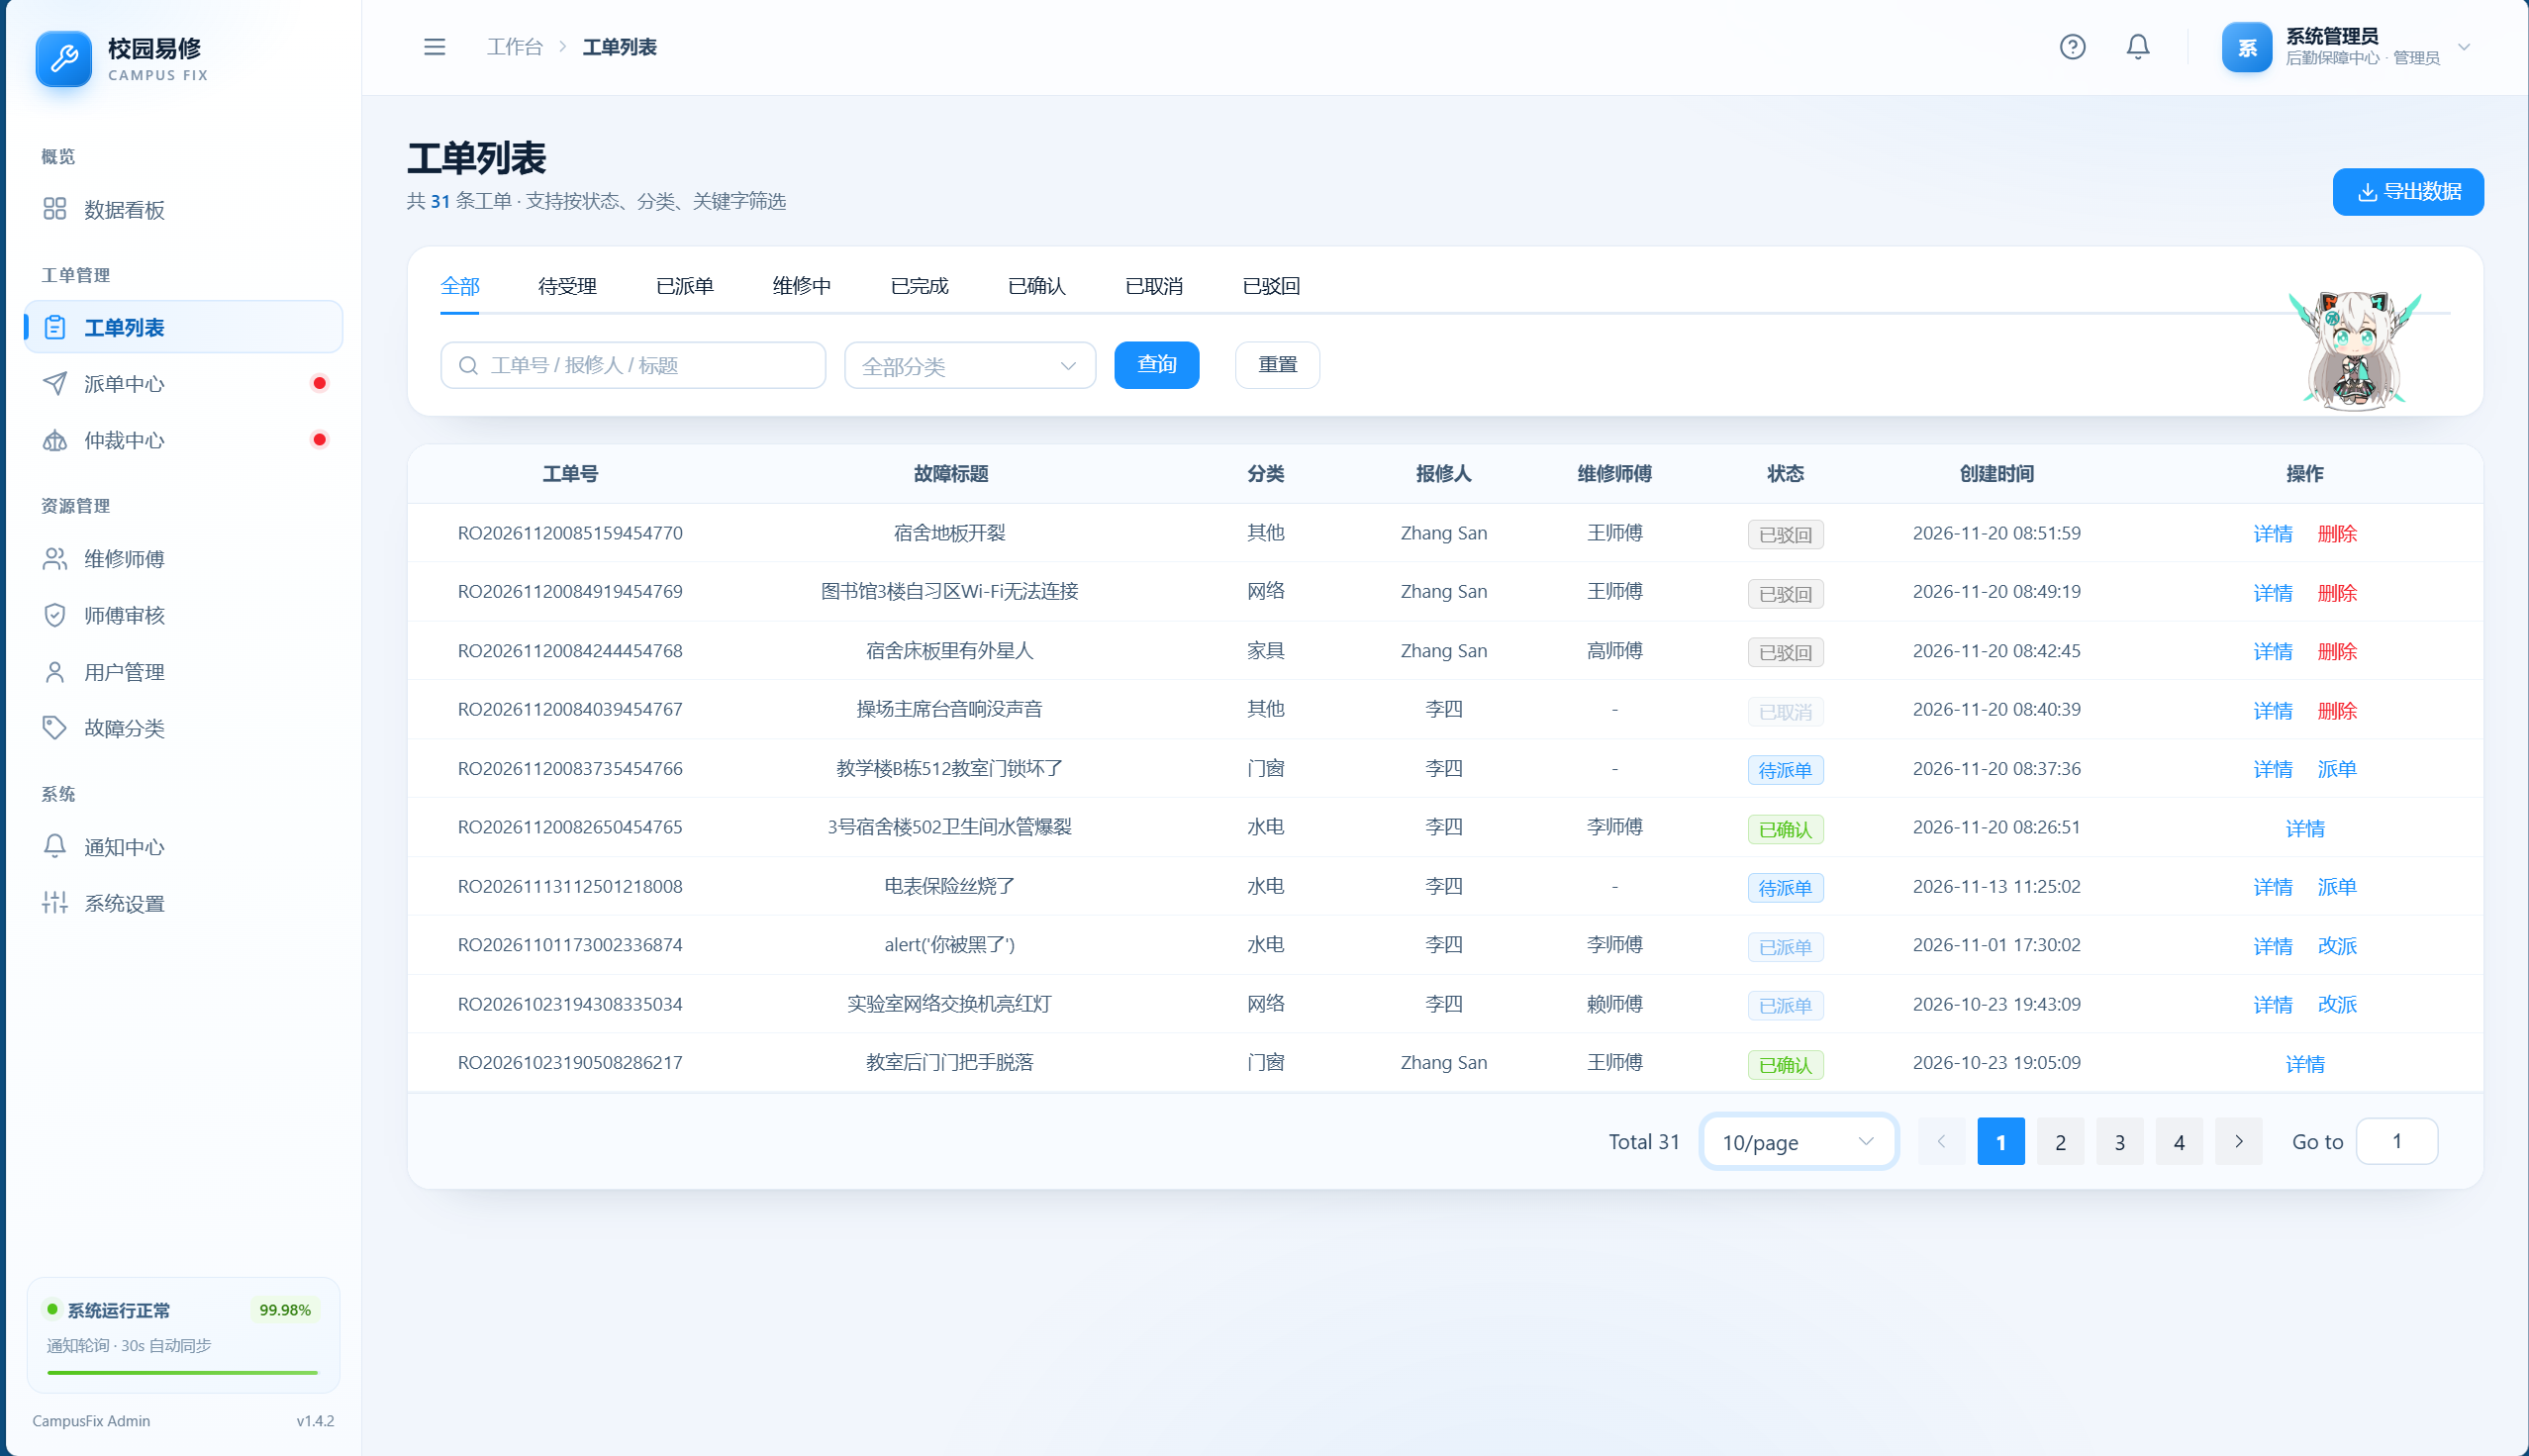 校园易修
CAMPUS FIX
概览
数据看板
工单管理
工单列表
派单中心
仲裁中心
资源管理
维修师傅
师傅审核
用户管理
故障分类
系统
通知中心
系统设置
系统运行正常 99.98%
通知轮询 · 30s 自动同步
CampusFix Admin v1.4.2
工作台 > 工单列表
系 系统管理员
后勤保障中心 · 管理员
工单列表
共 31 条工单 · 支持按状态、分类、关键字筛选
导出数据
全部 待受理 已派单 维修中 已完成 已确认 已取消 已驳回
工单号 / 报修人 / 标题 全部分类 查询 重置
工单号 故障标题 分类 报修人 维修师傅 状态 创建时间 操作
RO20261120085159454770 宿舍地板开裂 其他 Zhang San 王师傅 已驳回 2026-11-20 08:51:59 详情 删除
RO20261120084919454769 图书馆3楼自习区Wi-Fi无法连接 网络 Zhang San 王师傅 已驳回 2026-11-20 08:49:19 详情 删除
RO20261120084244454768 宿舍床板里有外星人 家具 Zhang San 高师傅 已驳回 2026-11-20 08:42:45 详情 删除
RO20261120084039454767 操场主席台音响没声音 其他 李四 - 已取消 2026-11-20 08:40:39 详情 删除
RO20261120083735454766 教学楼B栋512教室门锁坏了 门窗 李四 - 待派单 2026-11-20 08:37:36 详情 派单
RO20261120082650454765 3号宿舍楼502卫生间水管爆裂 水电 李四 李师傅 已确认 2026-11-20 08:26:51 详情
RO20261113112501218008 电表保险丝烧了 水电 李四 - 待派单 2026-11-13 11:25:02 详情 派单
RO20261101173002336874 alert('你被黑了') 水电 李四 李师傅 已派单 2026-11-01 17:30:02 详情 改派
RO20261023194308335034 实验室网络交换机亮红灯 网络 李四 赖师傅 已派单 2026-10-23 19:43:09 详情 改派
RO20261023190508286217 教室后门门把手脱落 门窗 Zhang San 王师傅 已确认 2026-10-23 19:05:09 详情
Total 31 10/page 1 2 3 4 Go to 1